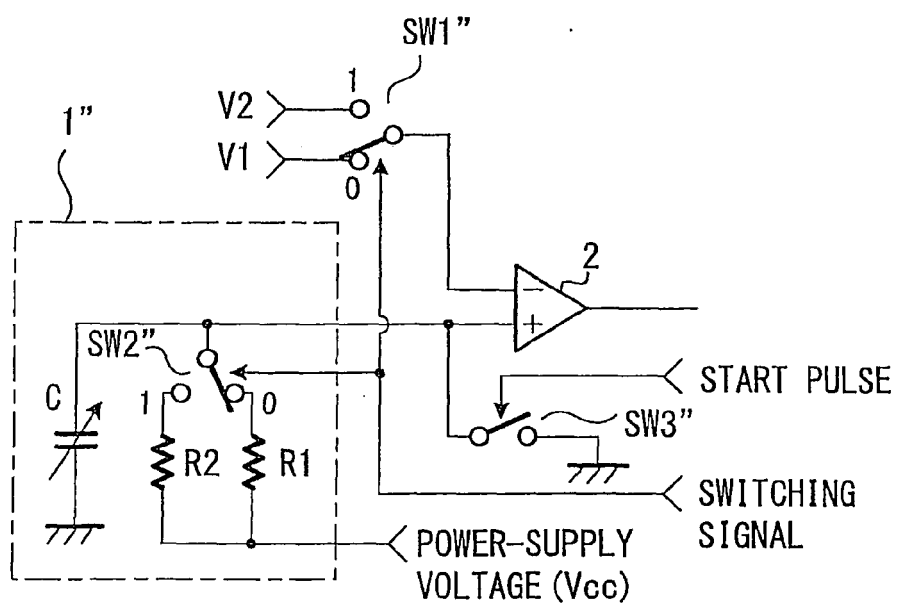 SW1”
1
V2
1”
V1
0
2
−
+
SW2”
START PULSE
C
1
0
SW3”
R2
R1
SWITCHING
SIGNAL
POWER-SUPPLY
VOLTAGE (Vcc)